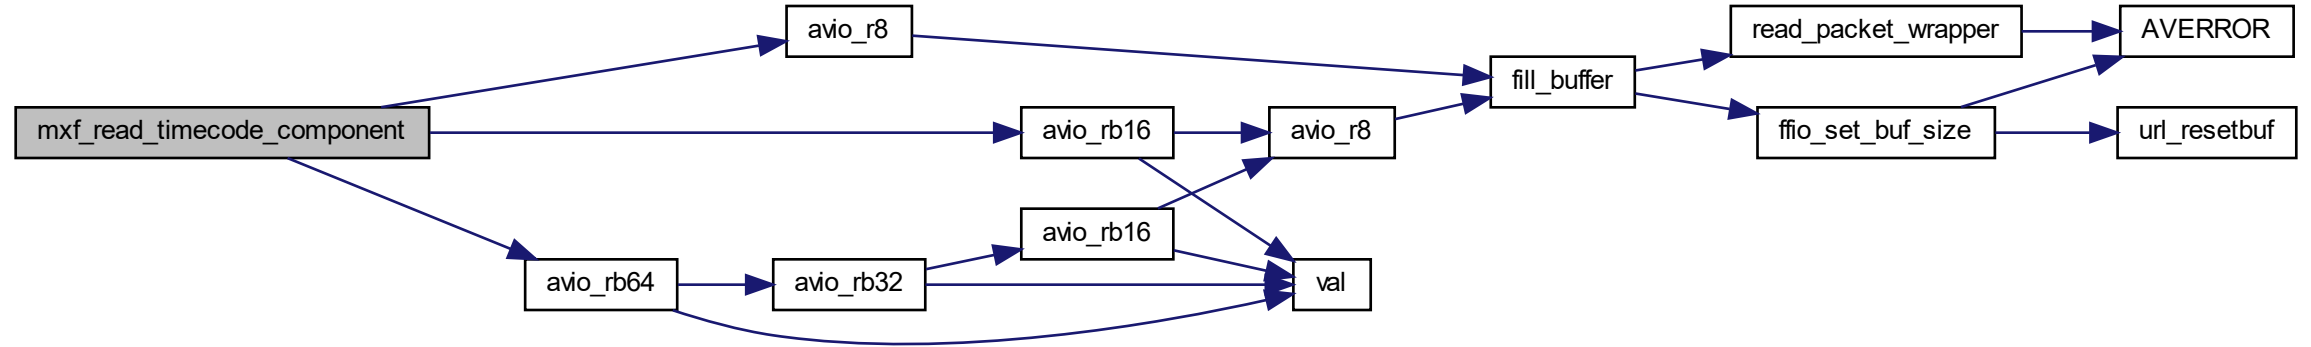 avio_r8
read_packet_wrapper
AVERROR
fill_buffer
mxf_read_timecode_component
avio_rb16
avio_r8
ffio_set_buf_size
url_resetbuf
avio_rb16
avio_rb64
avio_rb32
val